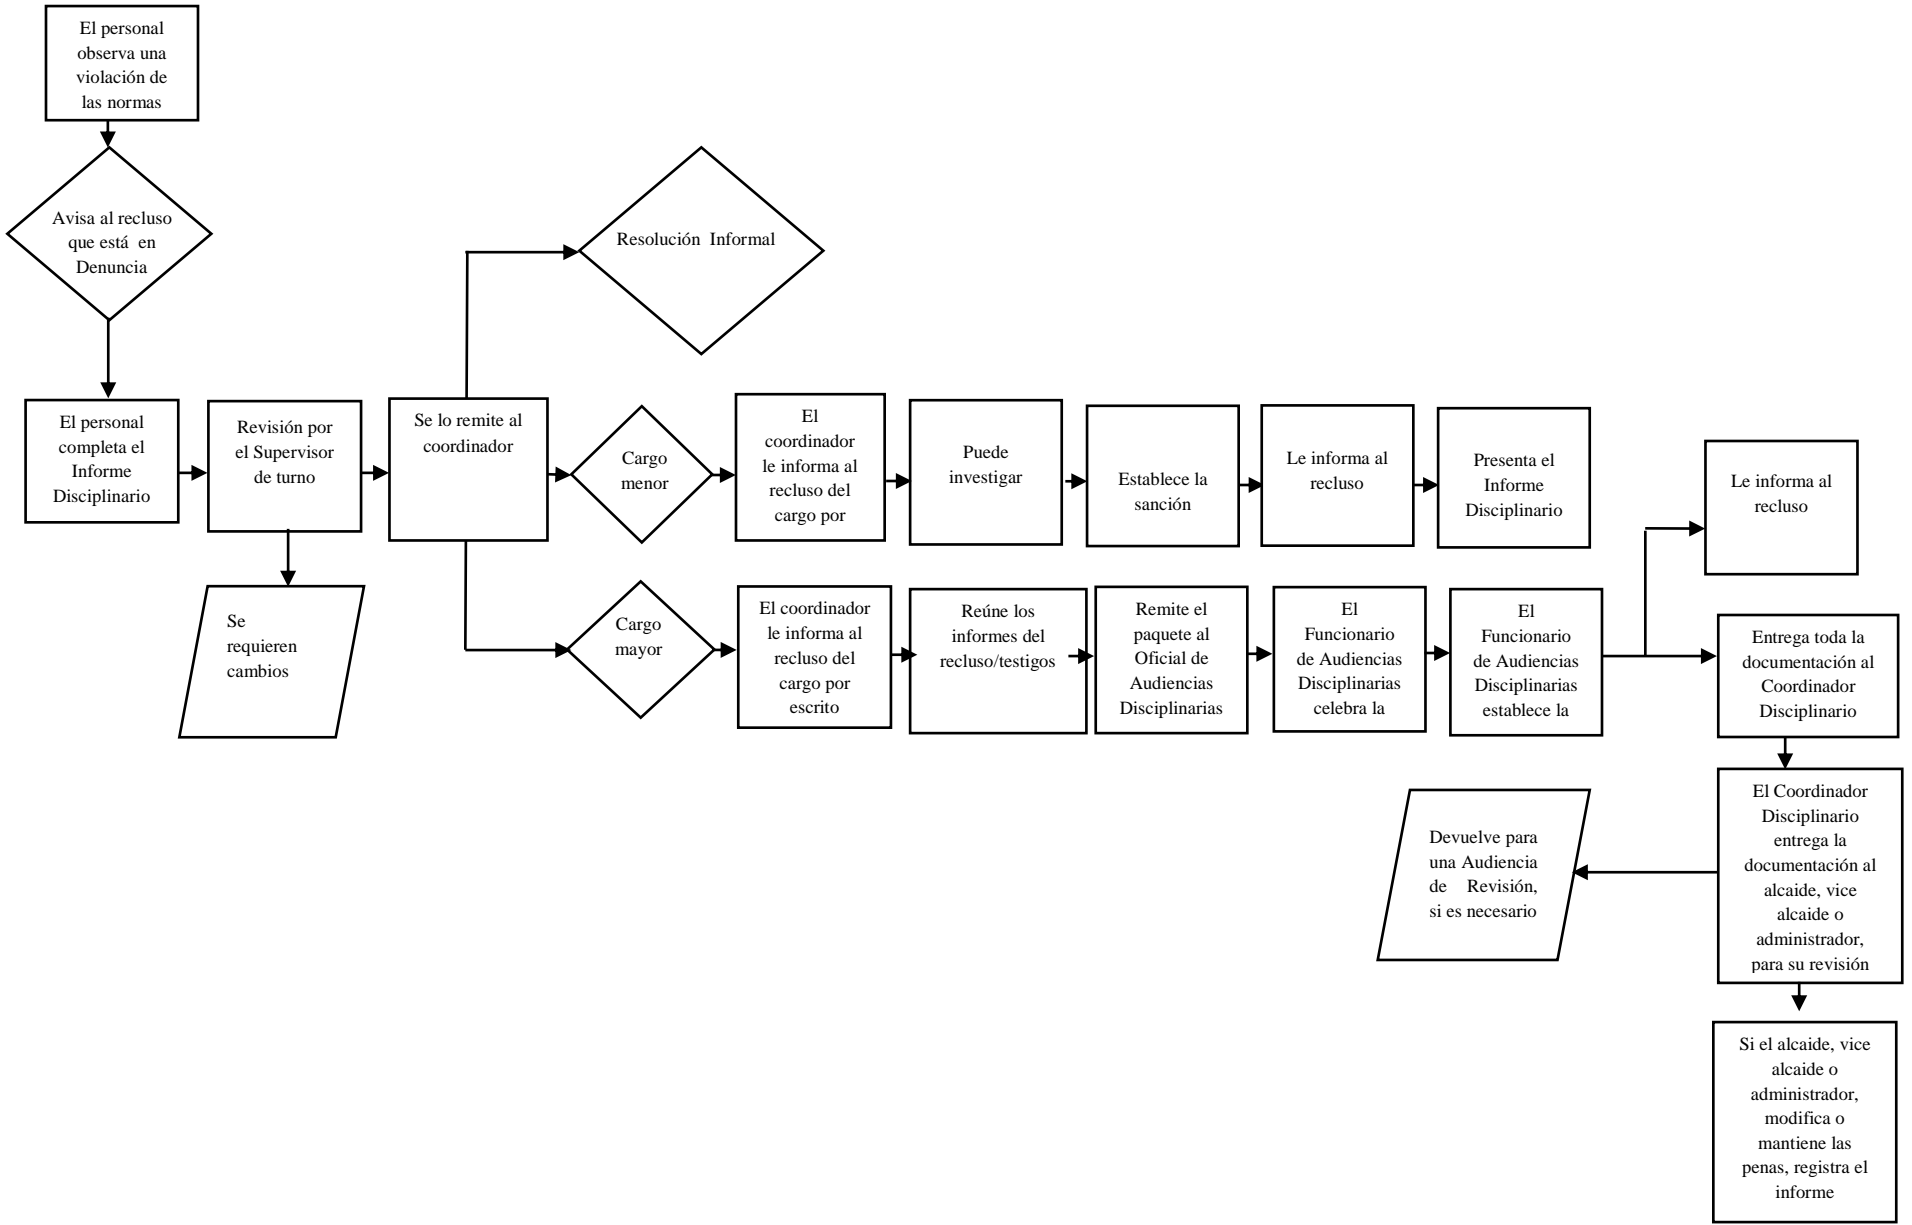 El personal
observa una
violación de
las normas
Avisa al recluso
que está en
Denuncia
Resolución Informal
El personal
completa el
Informe
Disciplinario
Revisión por
el Supervisor
de turno
Se
requieren
cambios
Se lo remite al
coordinador
Cargo
menor
El
coordinador
le informa al
recluso del
cargo por
Puede
investigar
Establece la
sanción
Le informa al
recluso
Presenta el
Informe
Disciplinario
Cargo
mayor
El coordinador
le informa al
recluso del
cargo por
escrito
Reúne los
informes del
recluso/testigos
Remite el
paquete al
Oficial de
Audiencias
Disciplinarias
El
Funcionario
de Audiencias
Disciplinarias
celebra la
El
Funcionario
de Audiencias
Disciplinarias
establece la
Le informa al
recluso
Entrega toda la
documentación al
Coordinador
Disciplinario
El Coordinador
Disciplinario
entrega la
documentación al
alcaide, vice
alcaide o
administrador,
para su revisión
Devuelve para
una Audiencia
de Revisión,
si es necesario
Si el alcaide, vice
alcaide o
administrador,
modifica o
mantiene las
penas, registra el
informe